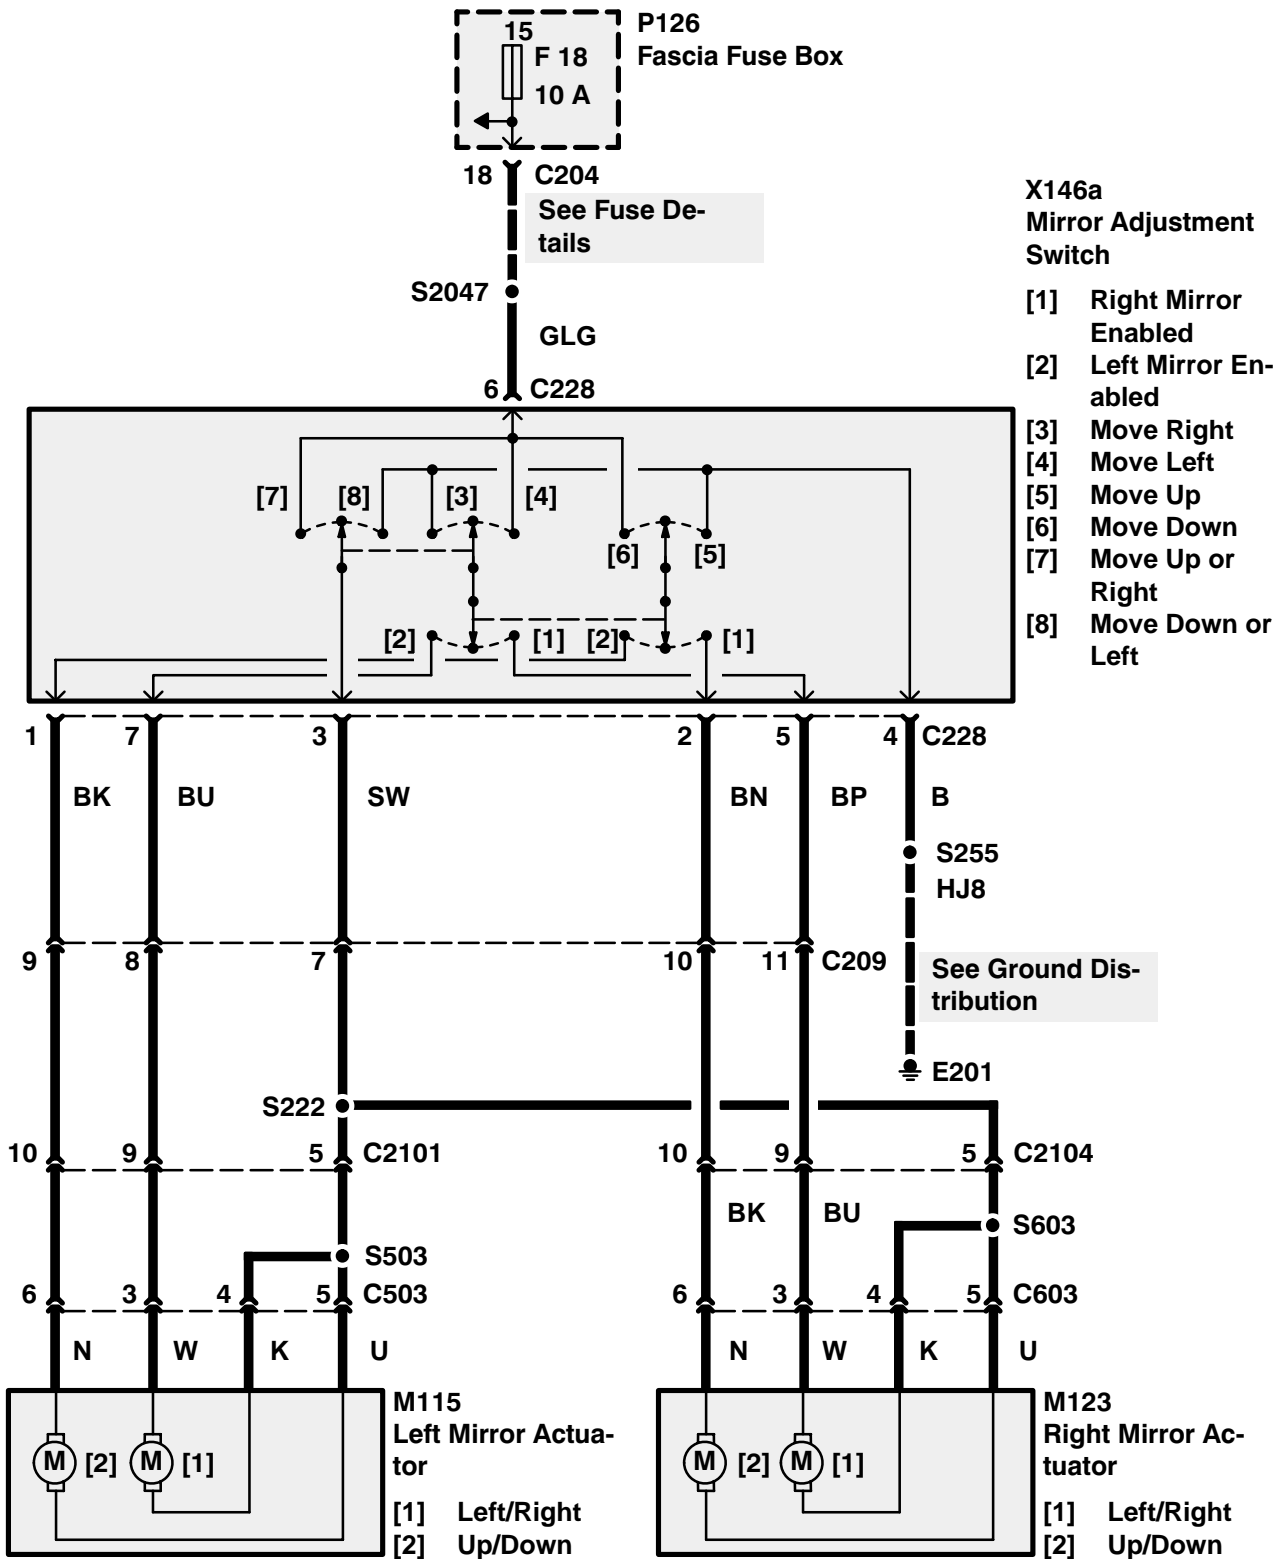 P126
Fascia Fuse Box
15
F 18
10 A
18 C204
See Fuse De-
tails
S2047
GLG
6 C228
X146a
Mirror Adjustment
Switch
[1] Right Mirror
Enabled
[2] Left Mirror En-
abled
[3] Move Right
[4] Move Left
[5] Move Up
[6] Move Down
[7] Move Up or
Right
[8] Move Down or
Left
[7] [8] [3] [4]
[6] [5]
[2] [1] [2] [1]
1 7 3 2 5 4 C228
BK BU SW BN BP B
S255
HJ8
9 8 7 10 11 C209
See Ground Dis-
tribution
E201
S222
10 9 5 C2101 10 9 5 C2104
BK BU
S603
S503
6 3 4 5 C503 6 3 4 5 C603
N W K U N W K U
M115
Left Mirror Actua-
tor
M [2] M [1]
[1] Left/Right
[2] Up/Down
M123
Right Mirror Ac-
tuator
M [2] M [1]
[1] Left/Right
[2] Up/Down